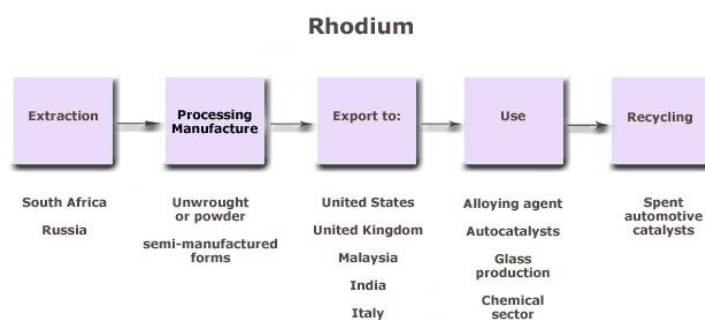 Rhodium
Extraction
Processing
Manufacture
Export to:
Use
Recycling
South Africa
Russia
Unwrought
or powder
semi-manufactured
forms
United States
United Kingdom
Malaysia
India
Italy
Alloying agent
Autocatalysts
Glass
production
Chemical
sector
Spent
automotive
catalysts